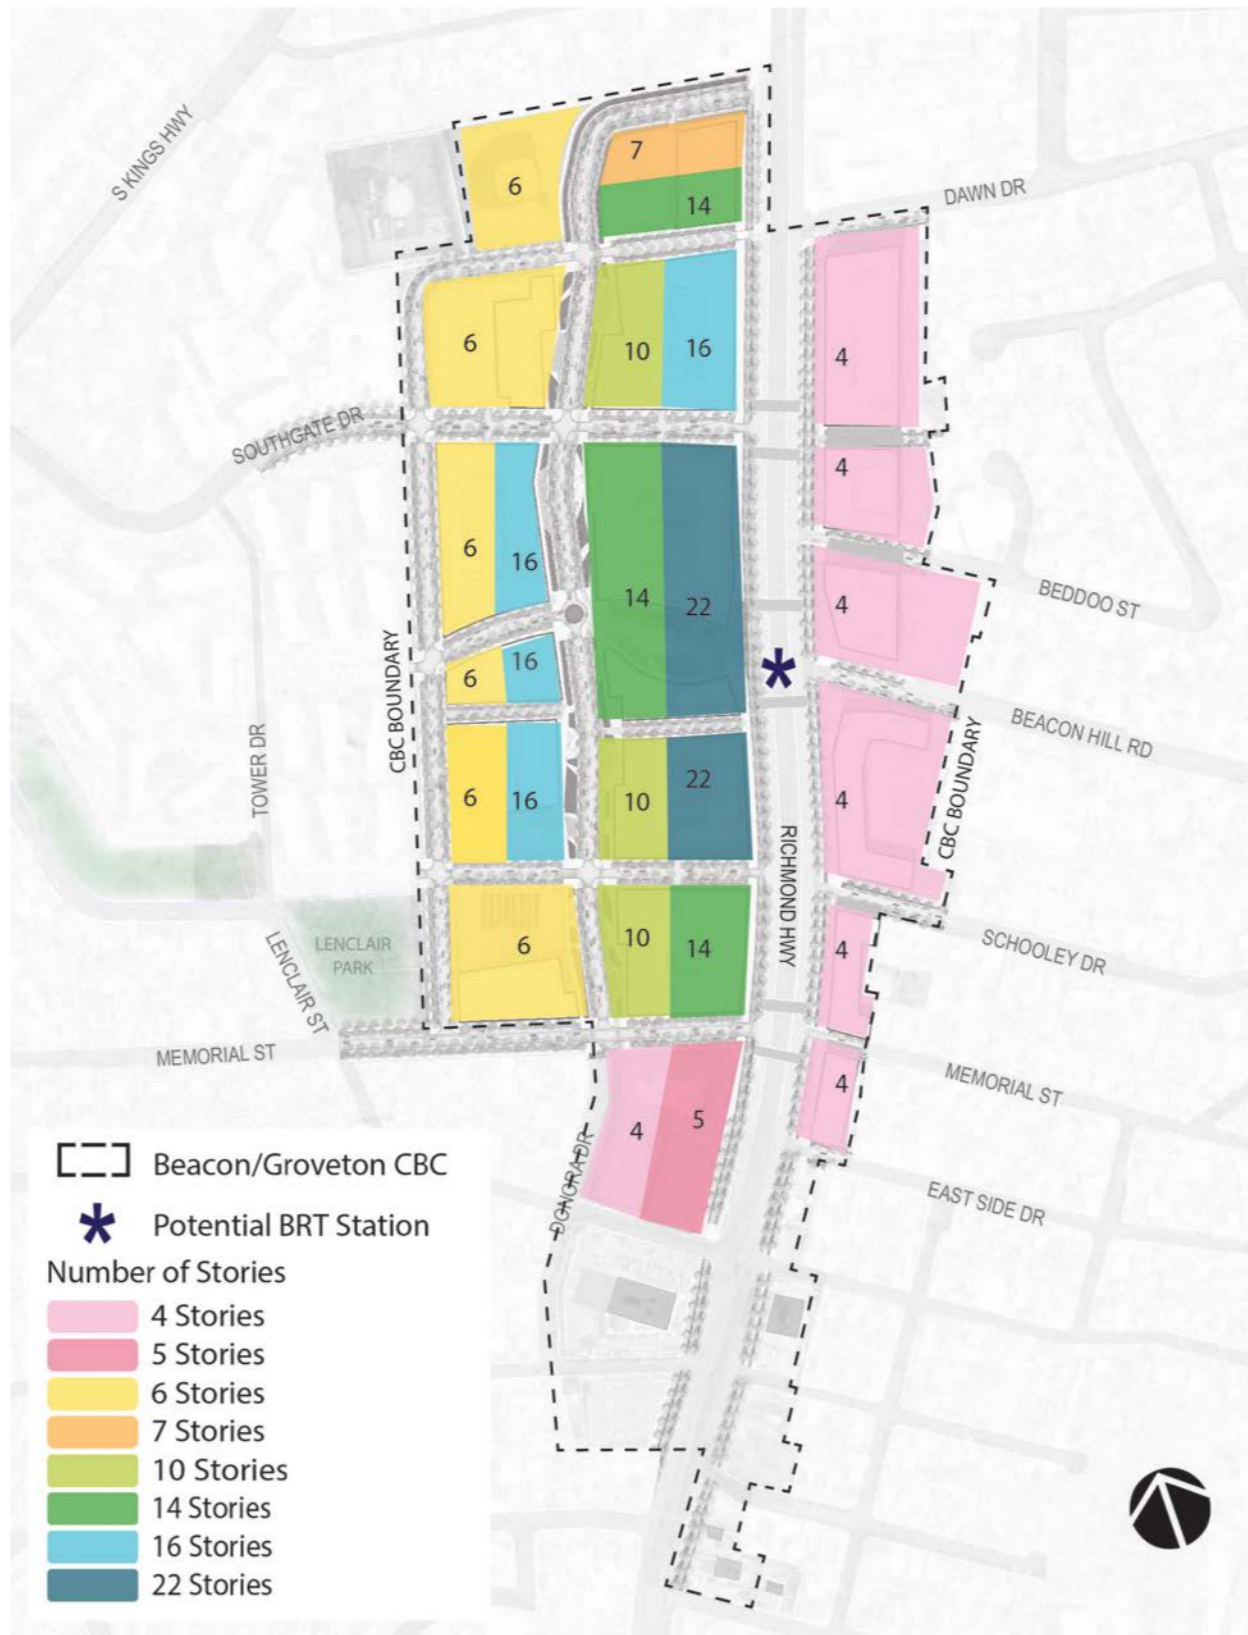 S KINGS HWY
DAWN DR
7
6
14
6
10
16
4
SOUTHGATE DR
4
6
16
14
22
4
BEDDOO ST
CBC BOUNDARY
6
16
BEACON HILL RD
TOWER DR
6
16
10
22
4
CBC BOUNDARY
RICHMOND HWY
LENCLAIR
PARK
LENCLAIR ST
6
10
14
4
SCHOOLEY DR
MEMORIAL ST
4
MEMORIAL ST
4
5
DONORA DR
EAST SIDE DR
Beacon/Groveton CBC
Potential BRT Station
Number of Stories
4 Stories
5 Stories
6 Stories
7 Stories
10 Stories
14 Stories
16 Stories
22 Stories